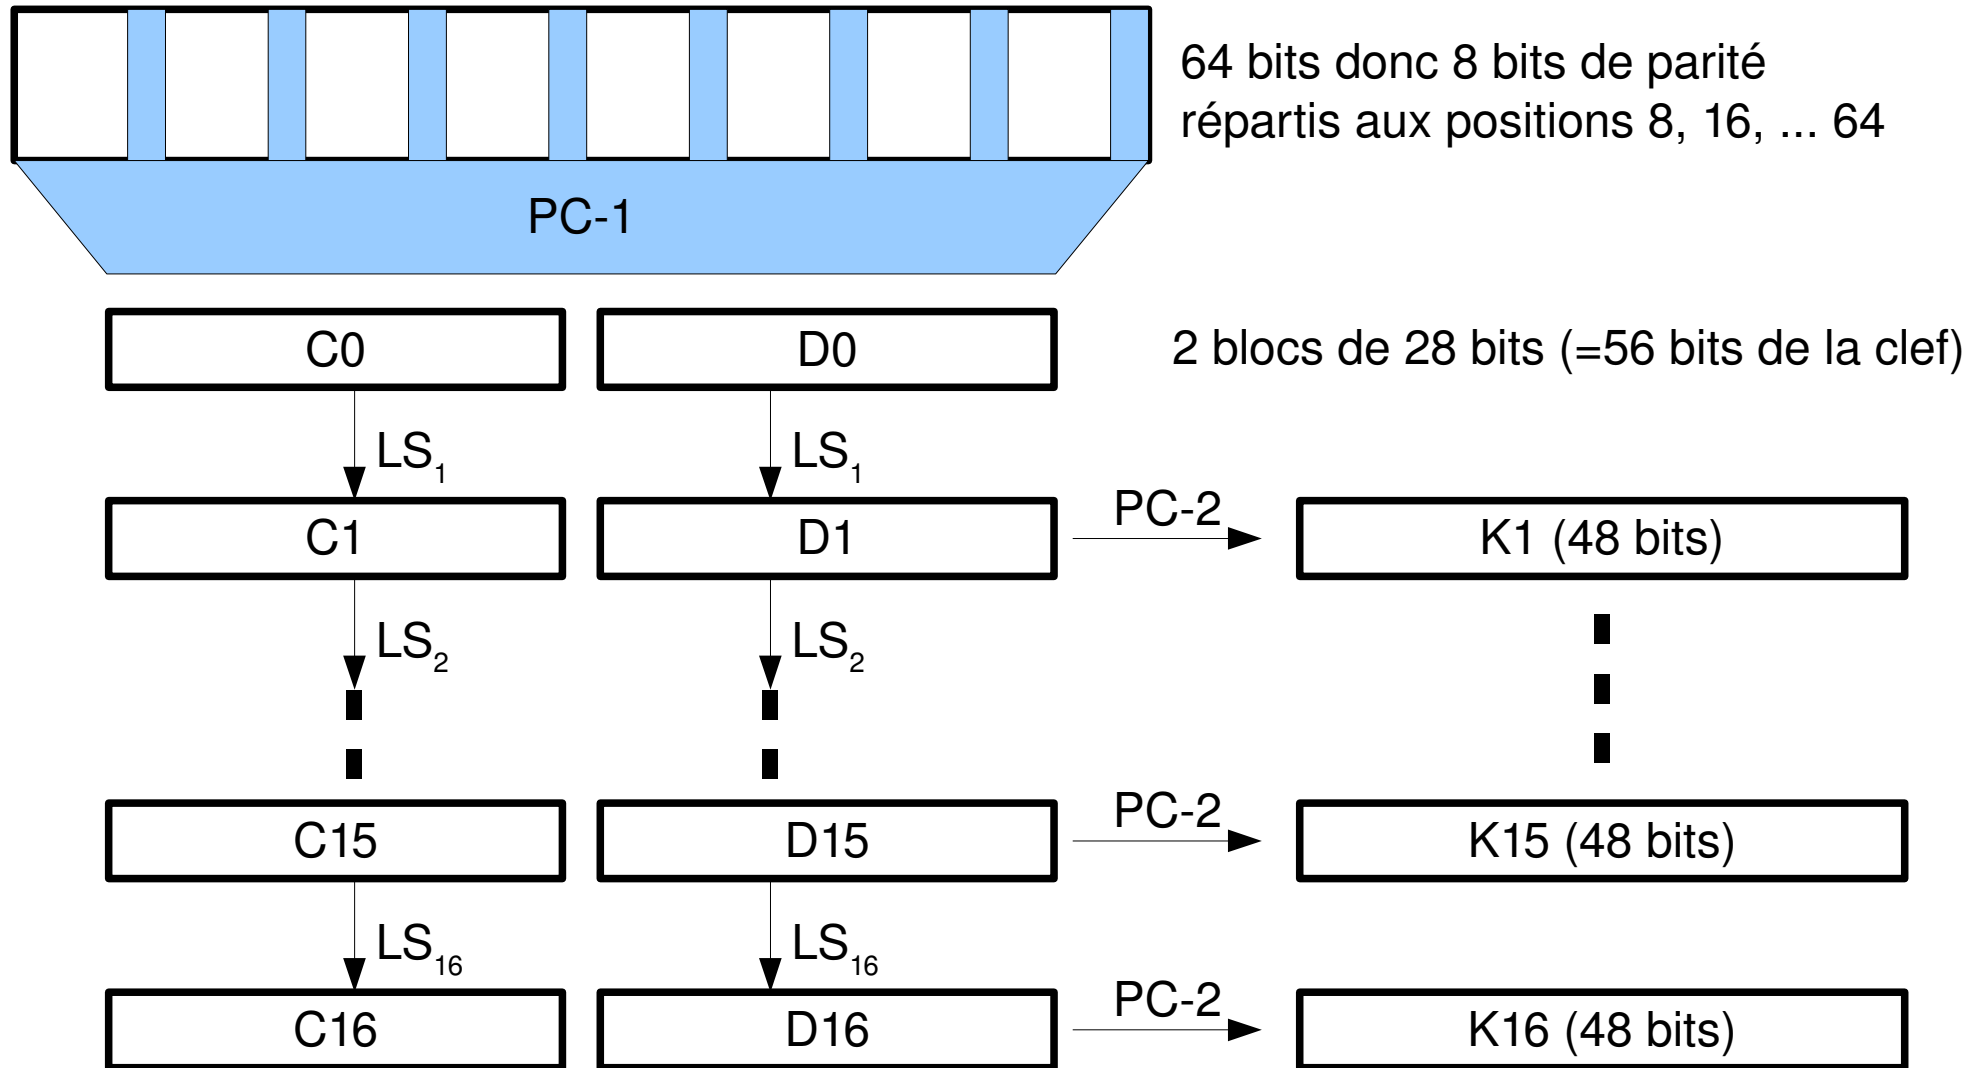 64 bits donc 8 bits de parité
répartis aux positions 8, 16, ... 64
PC-1
C0 D0 2 blocs de 28 bits (=56 bits de la clef)
LS1 LS1
C1 D1 PC-2 K1 (48 bits)
LS2 LS2
C15 D15 PC-2 K15 (48 bits)
LS16 LS16
C16 D16 PC-2 K16 (48 bits)